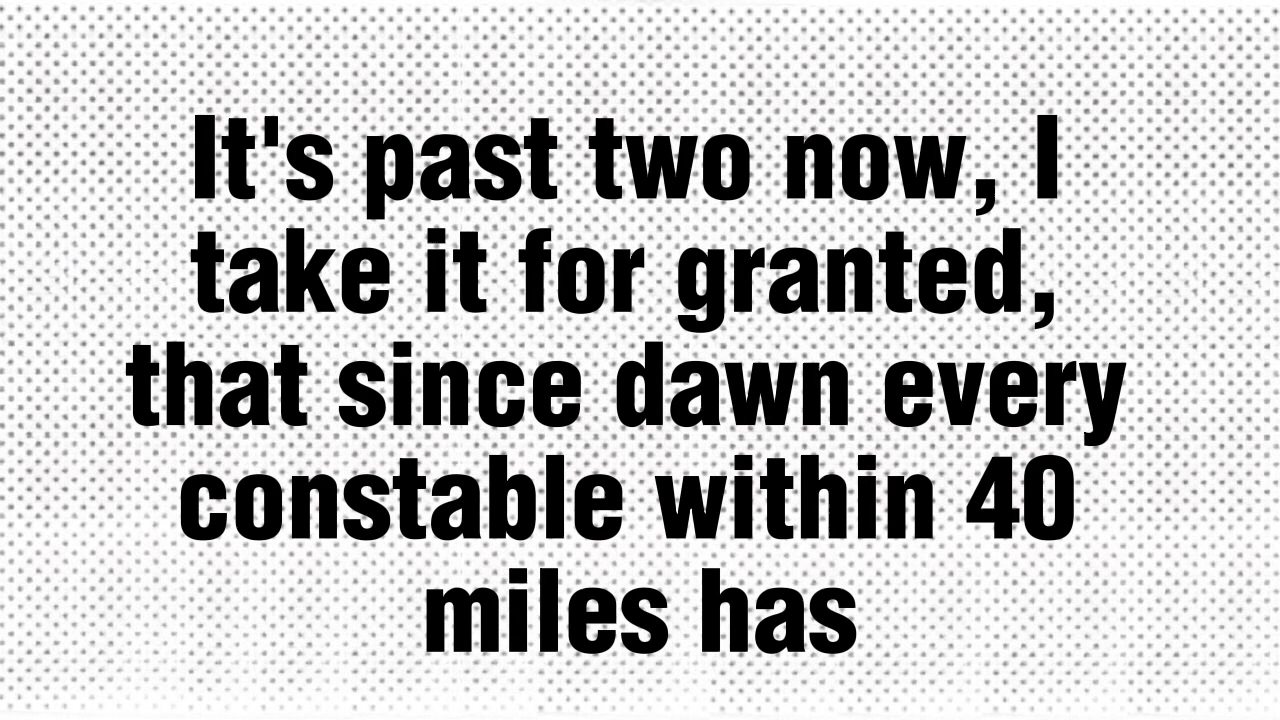 It's past two now, I
take it for granted,
that since dawn every
constable within 40
miles has